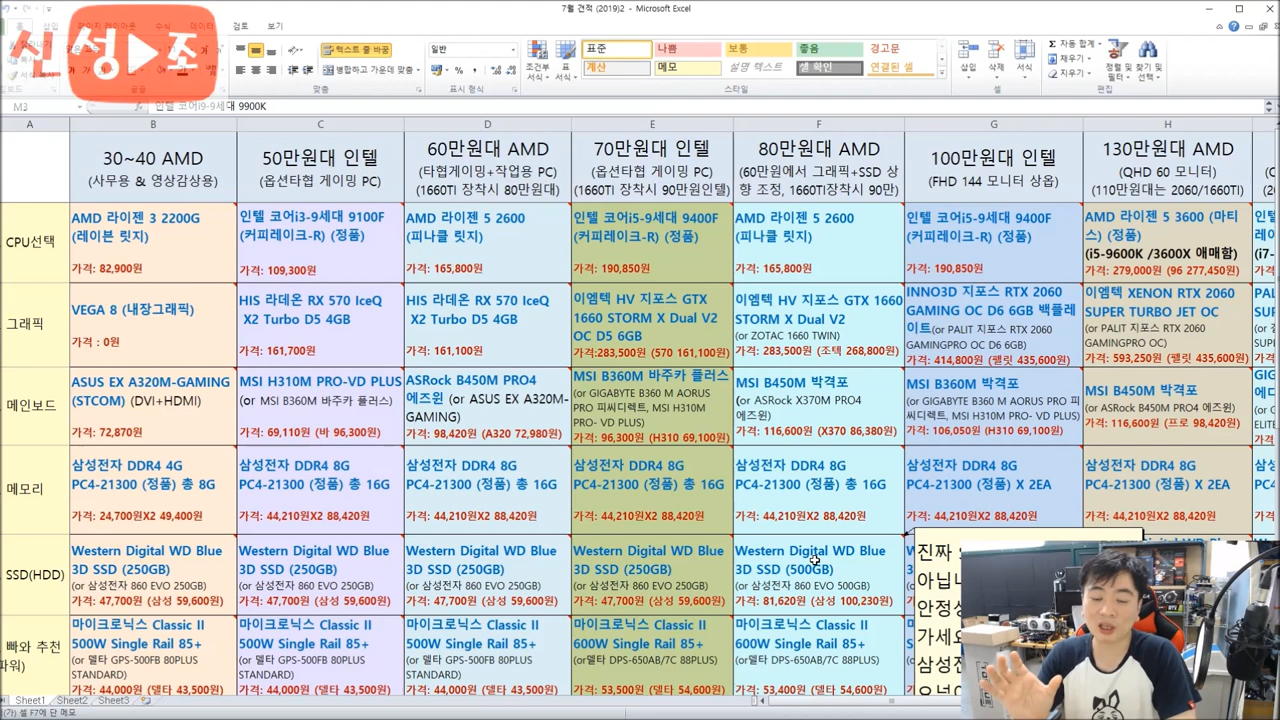 7월 견적 (2019)2 - Microsoft Excel
신성조
검토
보기
텍스트 줄 바꿈
일반
병합하고 가운데 맞춤
표준
나쁨
보통
좋음
경고문
계산
메모
설명 텍스트
셀 확인
연결된 셀
조건부 서식
표 서식
삽입
삭제
서식
자동 합계
채우기
지우기
정렬 및 필터
찾기 및 선택
글꼴
맞춤
표시 형식
스타일
셀
편집
M3
인텔 코어i9-9세대 9900K
A
B
C
D
E
F
G
H
30~40 AMD
(사무용 & 영상감상용)
50만원대 인텔
(옵션타협 게이밍 PC)
60만원대 AMD
(타협게이밍+작업용 PC)
(1660TI 장착시 80만원대)
70만원대 인텔
(옵션타협 게이밍 PC)
(1660TI 장착시 90만원인텔)
80만원대 AMD
(60만원에서 그래픽+SSD 상
향 조정, 1660TI장착시 90만)
100만원대 인텔
(FHD 144 모니터 상옵)
130만원대 AMD
(QHD 60 모니터)
(110만원대는 2060/1660TI)
CPU선택
AMD 라이젠 3 2200G
(레이븐 릿지)
가격: 82,900원
인텔 코어i3-9세대 9100F
(커피레이크-R) (정품)
가격: 109,300원
AMD 라이젠 5 2600
(피나클 릿지)
가격: 165,800원
인텔 코어i5-9세대 9400F
(커피레이크-R) (정품)
가격: 190,850원
AMD 라이젠 5 2600
(피나클 릿지)
가격: 165,800원
인텔 코어i5-9세대 9400F
(커피레이크-R) (정품)
가격: 190,850원
AMD 라이젠 5 3600 (마티
스) (정품)
(i5-9600K /3600X 애매함)
가격: 279,000원 (96 277,450원)
그래픽
VEGA 8 (내장그래픽)
가격 : 0원
HIS 라데온 RX 570 IceQ
X2 Turbo D5 4GB
가격: 161,700원
HIS 라데온 RX 570 IceQ
X2 Turbo D5 4GB
가격: 161,100원
이엠텍 HV 지포스 GTX
1660 STORM X Dual V2
OC D5 6GB
가격:283,500원 (570 161,100원)
이엠텍 HV 지포스 GTX 1660
STORM X Dual V2
(or ZOTAC 1660 TWIN)
가격: 283,500원 (조텍 268,800원)
INNO3D 지포스 RTX 2060
GAMING OC D6 6GB 백플레
이트(or PALIT 지포스 RTX 2060
GAMINGPRO OC D6 6GB)
가격: 414,800원 (팰릿 435,600원)
이엠텍 XENON RTX 2060
SUPER TURBO JET OC
(or PALIT 지포스 RTX 2060
GAMINGPRO OC)
가격: 593,250원 (팰릿 435,600원)
메인보드
ASUS EX A320M-GAMING
(STCOM) (DVI+HDMI)
가격: 72,870원
MSI H310M PRO-VD PLUS
(or MSI B360M 바주카 플러스)
가격: 69,110원 (바 96,300원)
ASRock B450M PRO4
에즈윈 (or ASUS EX A320M-
GAMING)
가격: 98,420원 (A320 72,980원)
MSI B360M 바주카 플러스
(or GIGABYTE B360 M AORUS
PRO 피씨디렉트, MSI H310M
PRO- VD PLUS)
가격: 96,300원 (H310 69,100원)
MSI B450M 박격포
(or ASRock X370M PRO4
에즈윈)
가격: 116,600원 (X370 86,380원)
MSI B360M 박격포
(or GIGABYTE B360 M AORUS PRO
피씨디렉트, MSI H310M PRO- VD PLUS)
가격: 106,050원 (H310 69,100원)
MSI B450M 박격포
(or ASRock B450M PRO4 에즈윈)
가격: 116,600원 (프로 98,420원)
메모리
삼성전자 DDR4 4G
PC4-21300 (정품) 총 8G
가격: 24,700원X2 49,400원
삼성전자 DDR4 8G
PC4-21300 (정품) 총 16G
가격: 44,210원X2 88,420원
삼성전자 DDR4 8G
PC4-21300 (정품) 총 16G
가격: 44,210원X2 88,420원
삼성전자 DDR4 8G
PC4-21300 (정품) 총 16G
가격: 44,210원X2 88,420원
삼성전자 DDR4 8G
PC4-21300 (정품) 총 16G
가격: 44,210원X2 88,420원
삼성전자 DDR4 8G
PC4-21300 (정품) X 2EA
가격: 44,210원X2 88,420원
삼성전자 DDR4 8G
PC4-21300 (정품) X 2EA
가격: 44,210원X2 88,420원
SSD(HDD)
Western Digital WD Blue
3D SSD (250GB)
(or 삼성전자 860 EVO 250GB)
가격: 47,700원 (삼성 59,600원)
Western Digital WD Blue
3D SSD (250GB)
(or 삼성전자 860 EVO 250GB)
가격: 47,700원 (삼성 59,600원)
Western Digital WD Blue
3D SSD (250GB)
(or 삼성전자 860 EVO 250GB)
가격: 47,700원 (삼성 59,600원)
Western Digital WD Blue
3D SSD (250GB)
(or 삼성전자 860 EVO 250GB)
가격: 47,700원 (삼성 59,600원)
Western Digital WD Blue
3D SSD (500GB)
(or 삼성전자 860 EVO 500GB)
가격: 81,620원 (삼성 100,230원)
진짜
아닙니
안정성
가세요
삼성전
빠와 추천
파워)
마이크로닉스 Classic II
500W Single Rail 85+
(or 델타 GPS-500FB 80PLUS
STANDARD)
가격: 44,000원 (델타 43,500원)
마이크로닉스 Classic II
500W Single Rail 85+
(or 델타 GPS-500FB 80PLUS
STANDARD)
가격: 44,000원 (델타 43,500원)
마이크로닉스 Classic II
500W Single Rail 85+
(or 델타 GPS-500FB 80PLUS
STANDARD)
가격: 44,000원 (델타 43,500원)
마이크로닉스 Classic II
600W Single Rail 85+
(or델타 DPS-650AB/7C 88PLUS)
가격: 53,500원 (델타 54,600원)
마이크로닉스 Classic II
600W Single Rail 85+
(or델타 DPS-650AB/7C 88PLUS)
가격: 53,400원 (델타 54,600원)
Sheet1
Sheet2
Sheet3
(가) 셀 F7에 단 메모